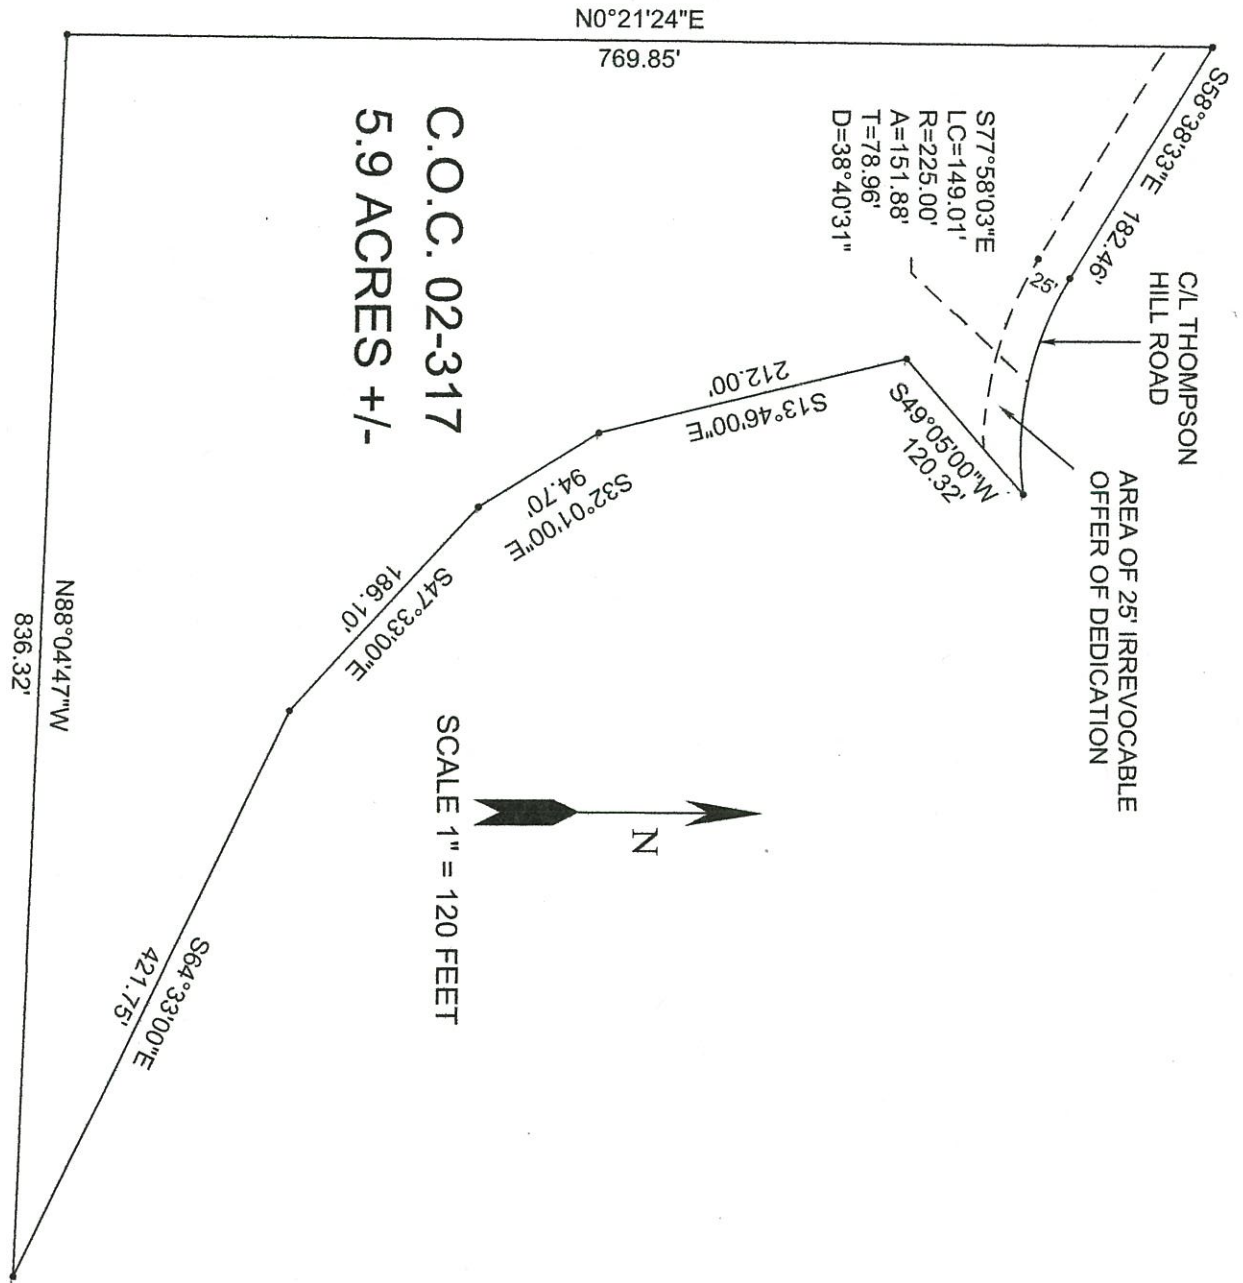 N0°21'24"E
769.85'
S58°38'33"E 182.46'
C/L THOMPSON
HILL ROAD
25'
S77°58'03"E
LC=149.01'
R=225.00'
A=151.88'
T=78.96'
D=38°40'31"
AREA OF 25' IRREVOCABLE
OFFER OF DEDICATION
S49°05'00"W
120.32'
S13°46'00"E
212.00'
S32°01'00"E
94.70'
S47°33'00"E
186.10'
S64°33'00"E
421.75'
N88°04'47"W
836.32'
C.O.C. 02-317
5.9 ACRES +/-
N
SCALE 1" = 120 FEET